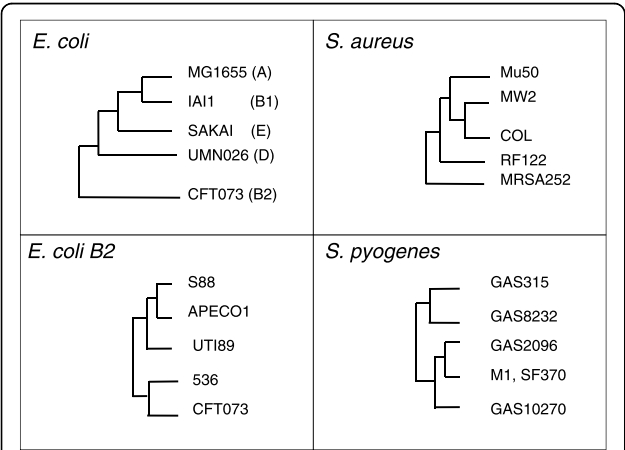 E. coli
MG1655 (A)
IAI1 (B1)
SAKAI (E)
UMN026 (D)
CFT073 (B2)
S. aureus
Mu50
MW2
COL
RF122
MRSA252
E. coli B2
S88
APECO1
UTI89
536
CFT073
S. pyogenes
GAS315
GAS8232
GAS2096
M1, SF370
GAS10270